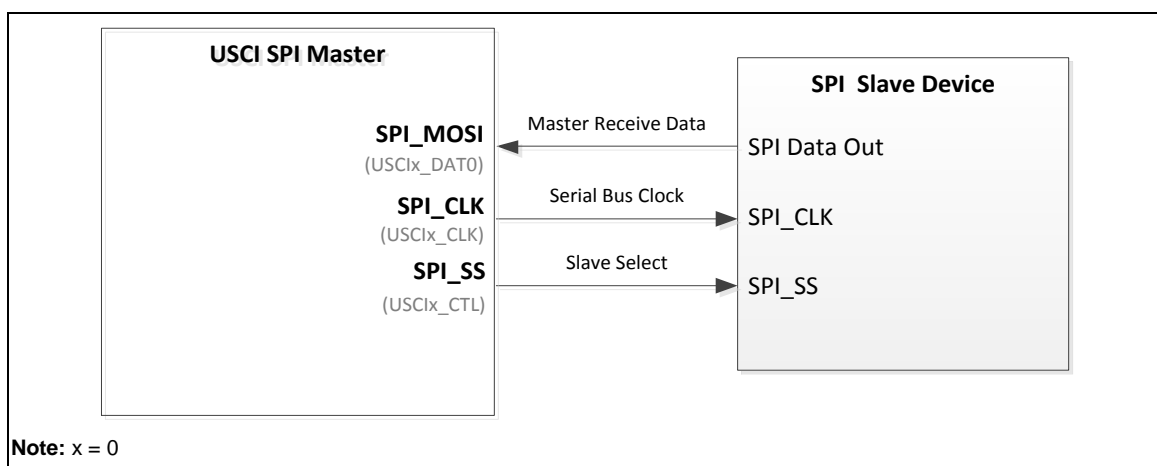 USCI SPI Master
SPI Slave Device
SPI_MOSI
(USCIx_DAT0)
Master Receive Data
SPI Data Out
SPI_CLK
(USCIx_CLK)
Serial Bus Clock
SPI_CLK
SPI_SS
(USCIx_CTL)
Slave Select
SPI_SS
Note: x = 0